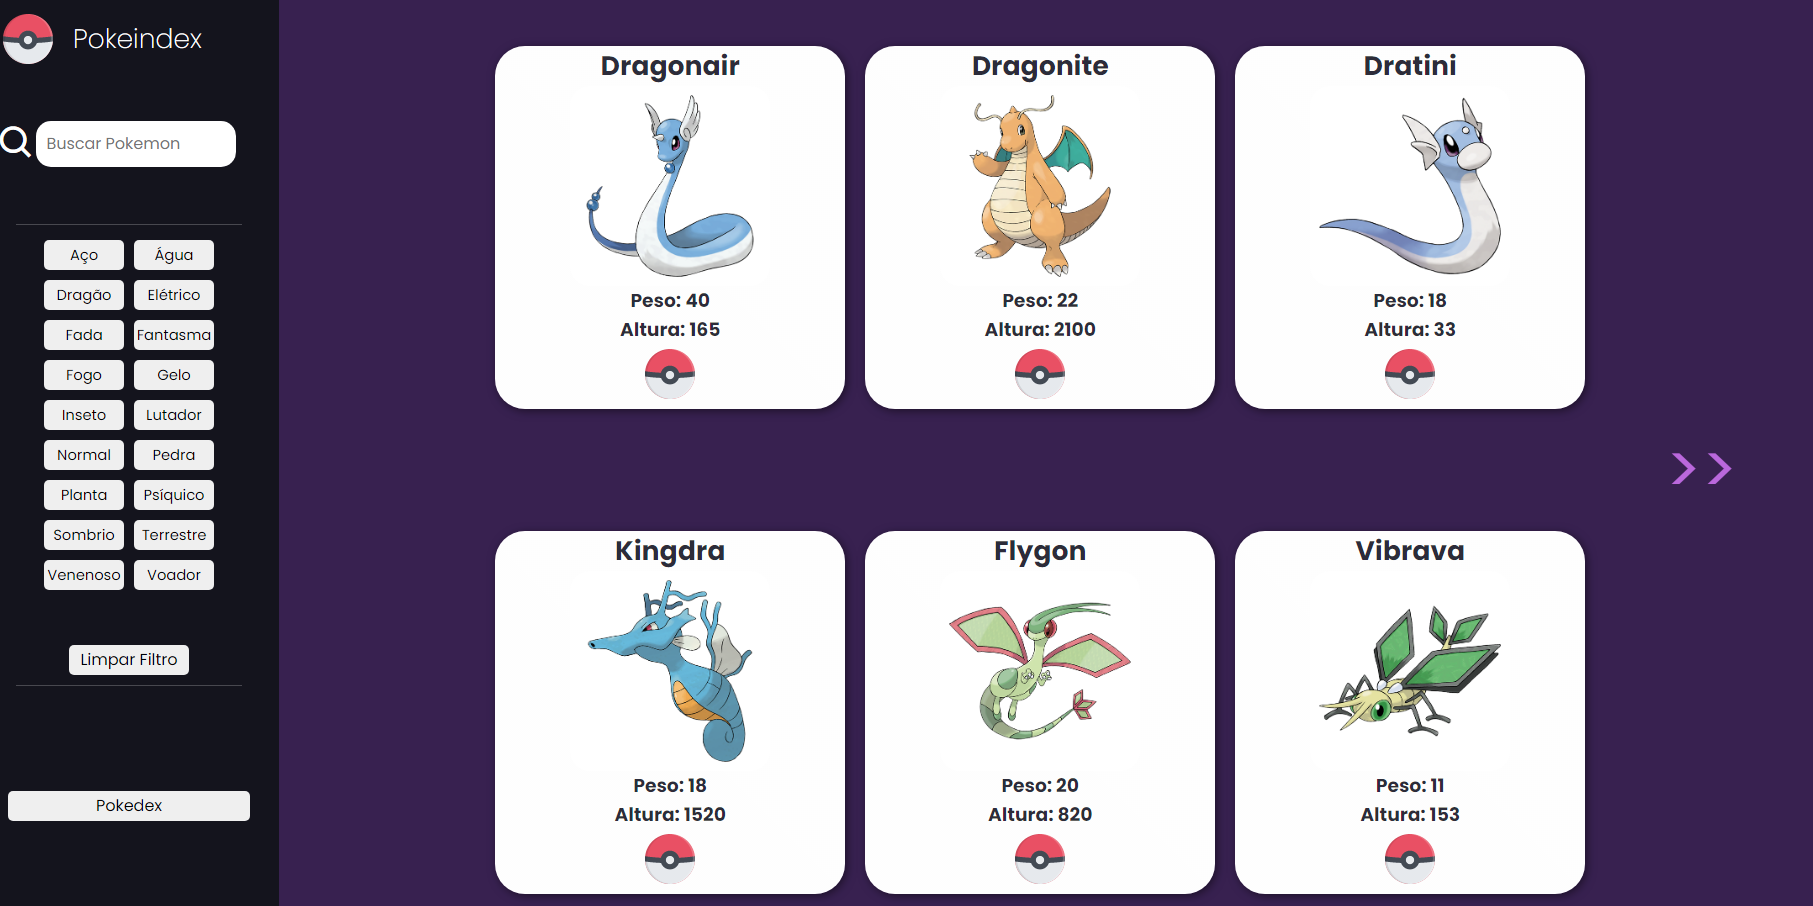 Pokeindex
Buscar Pokemon
Aço Água
Dragão Elétrico
Fada Fantasma
Fogo Gelo
Inseto Lutador
Normal Pedra
Planta Psíquico
Sombrio Terrestre
Venenoso Voador
Limpar Filtro
Pokedex
Dragonair
Peso: 40
Altura: 165
Dragonite
Peso: 22
Altura: 2100
Dratini
Peso: 18
Altura: 33
Kingdra
Peso: 18
Altura: 1520
Flygon
Peso: 20
Altura: 820
Vibrava
Peso: 11
Altura: 153